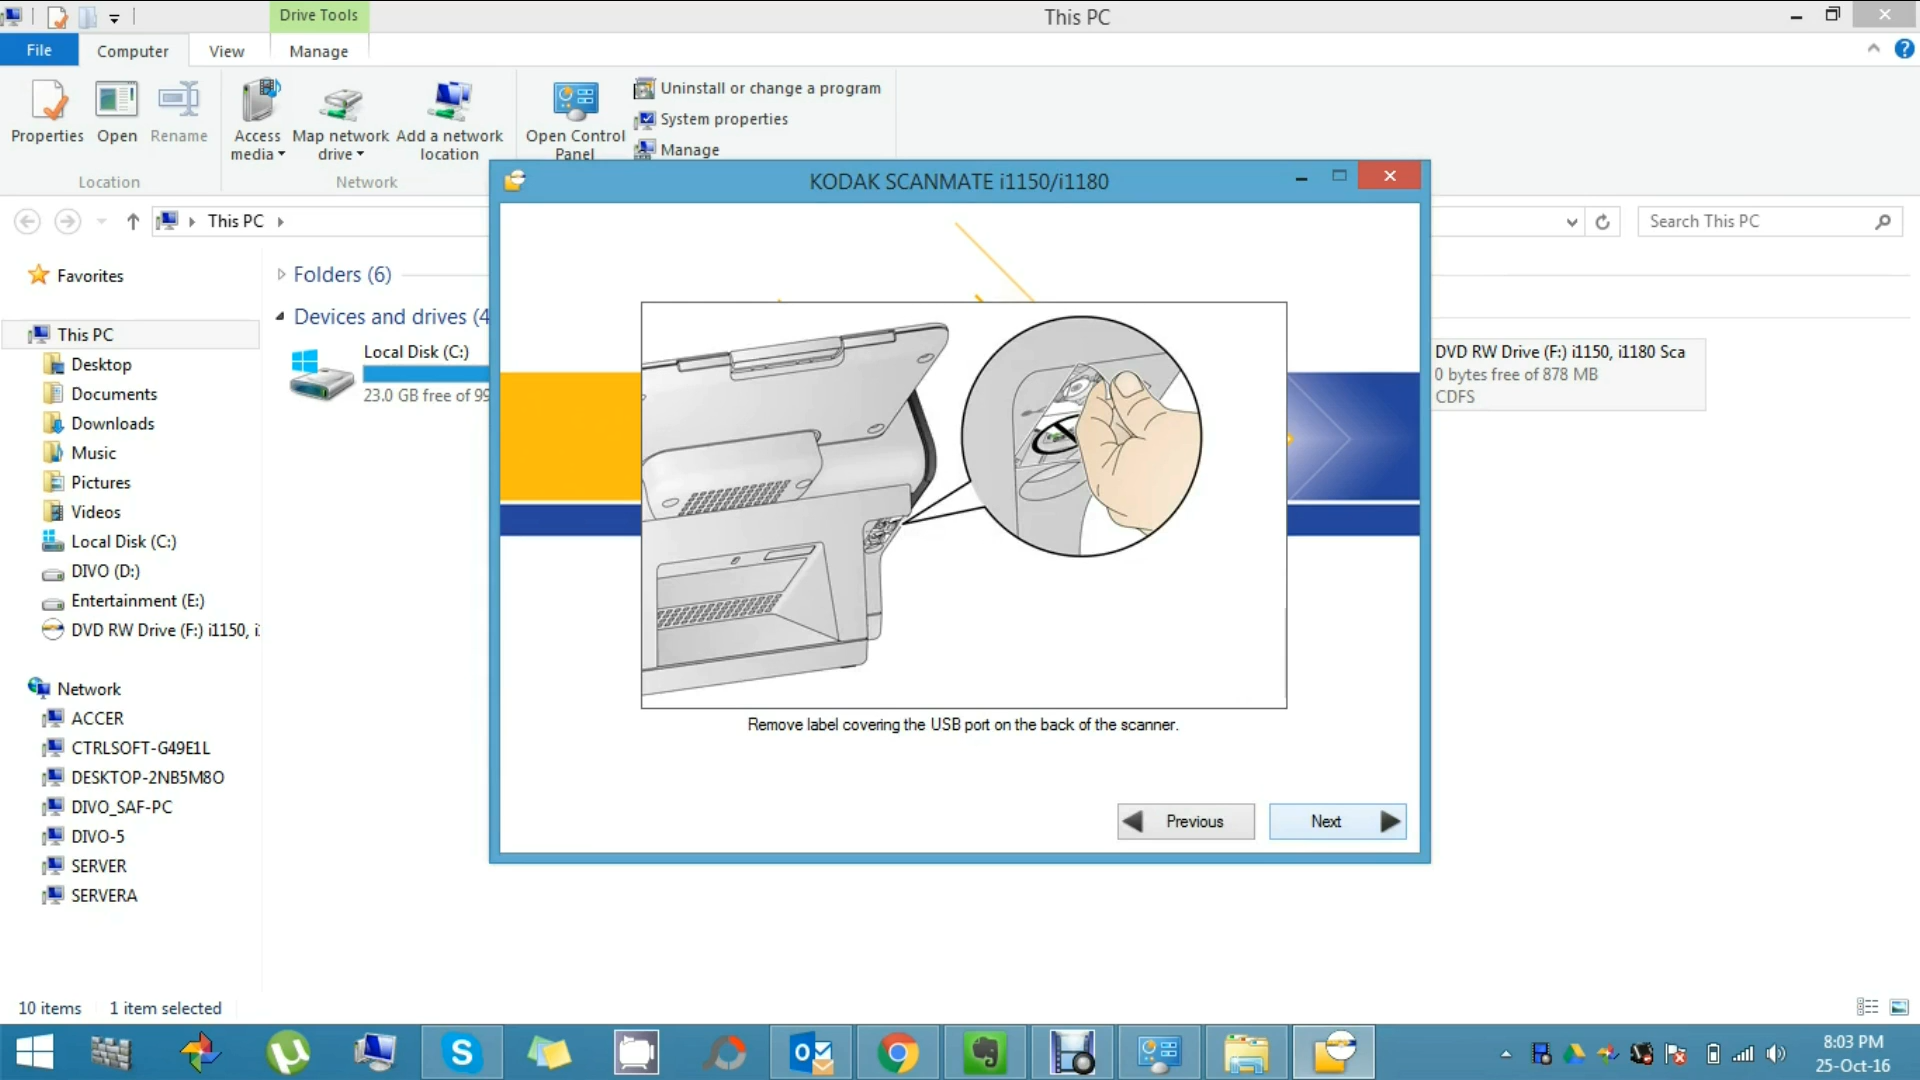 Drive Tools
This PC
File
Computer
View
Manage
Properties
Open
Rename
Access media
Map network drive
Add a network location
Open Control Panel
Uninstall or change a program
System properties
Manage
Location
Network
KODAK SCANMATE i1150/i1180
This PC
Search This PC
Favorites
This PC
Desktop
Documents
Downloads
Music
Pictures
Videos
Local Disk (C:)
DIVO (D:)
Entertainment (E:)
DVD RW Drive (F:) i1150, i
Network
ACCER
CTRLSOFT-G49E1L
DESKTOP-2NB5M8O
DIVO_SAF-PC
DIVO-5
SERVER
SERVERA
Folders (6)
Devices and drives (4
Local Disk (C:)
23.0 GB free of 99
DVD RW Drive (F:) i1150, i1180 Sca
0 bytes free of 878 MB
CDFS
Remove label covering the USB port on the back of the scanner.
Previous
Next
10 items
1 item selected
8:03 PM
25-Oct-16